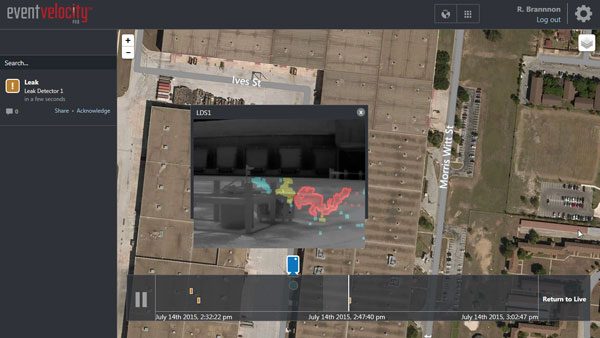 eventvelocity™
PRO
R. Brannnon
Log out
Search...
+
−
Leak
Leak Detector 1
in a few seconds
0
Share • Acknowledge
Ives St
Morris Witt St
LDS1
x
July 14th 2015, 2:32:22 pm
July 14th 2015, 2:47:40 pm
July 14th 2015, 3:02:47 pm
Return to Live